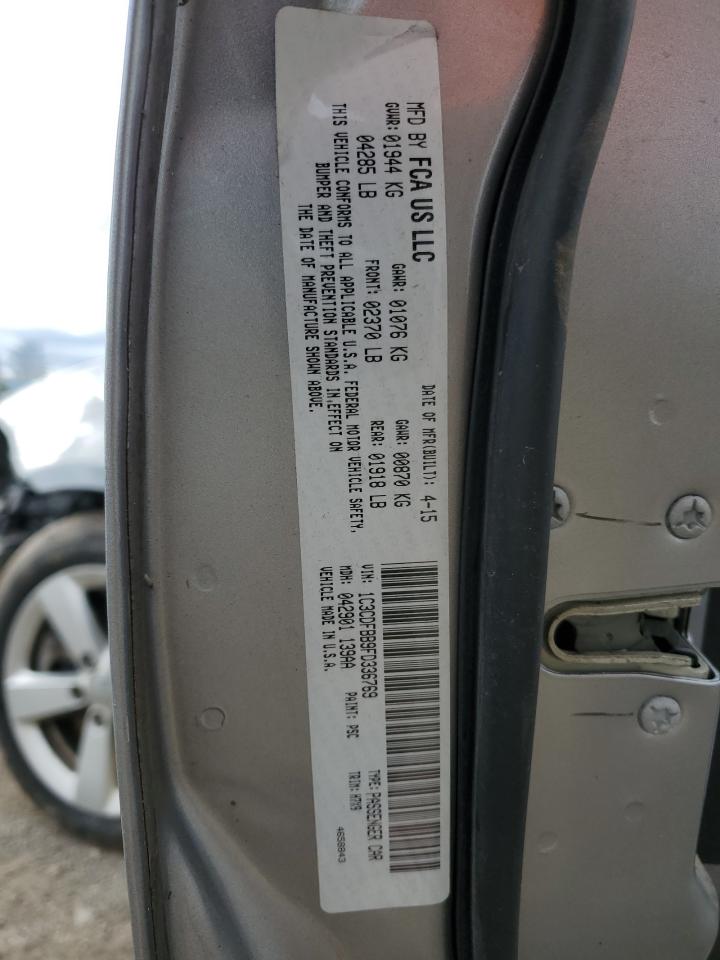 MFD BY FCA US LLC
DATE OF MFR(BUILT): 4-15
GVWR: 01944 KG GAWR: 01076 KG GAWR: 00870 KG
04285 LB FRONT: 02370 LB REAR: 01918 LB
THIS VEHICLE CONFORMS TO ALL APPLICABLE U.S.A. FEDERAL MOTOR VEHICLE SAFETY,
BUMPER AND THEFT PREVENTION STANDARDS IN EFFECT ON
THE DATE OF MANUFACTURE SHOWN ABOVE.
VIN: 1C3CDFBB9FD336769 TYPE: PASSENGER CAR
MDH: 042901 139AA PAINT: PSC TRIM: H7X9
VEHICLE MADE IN U.S.A.
4658843